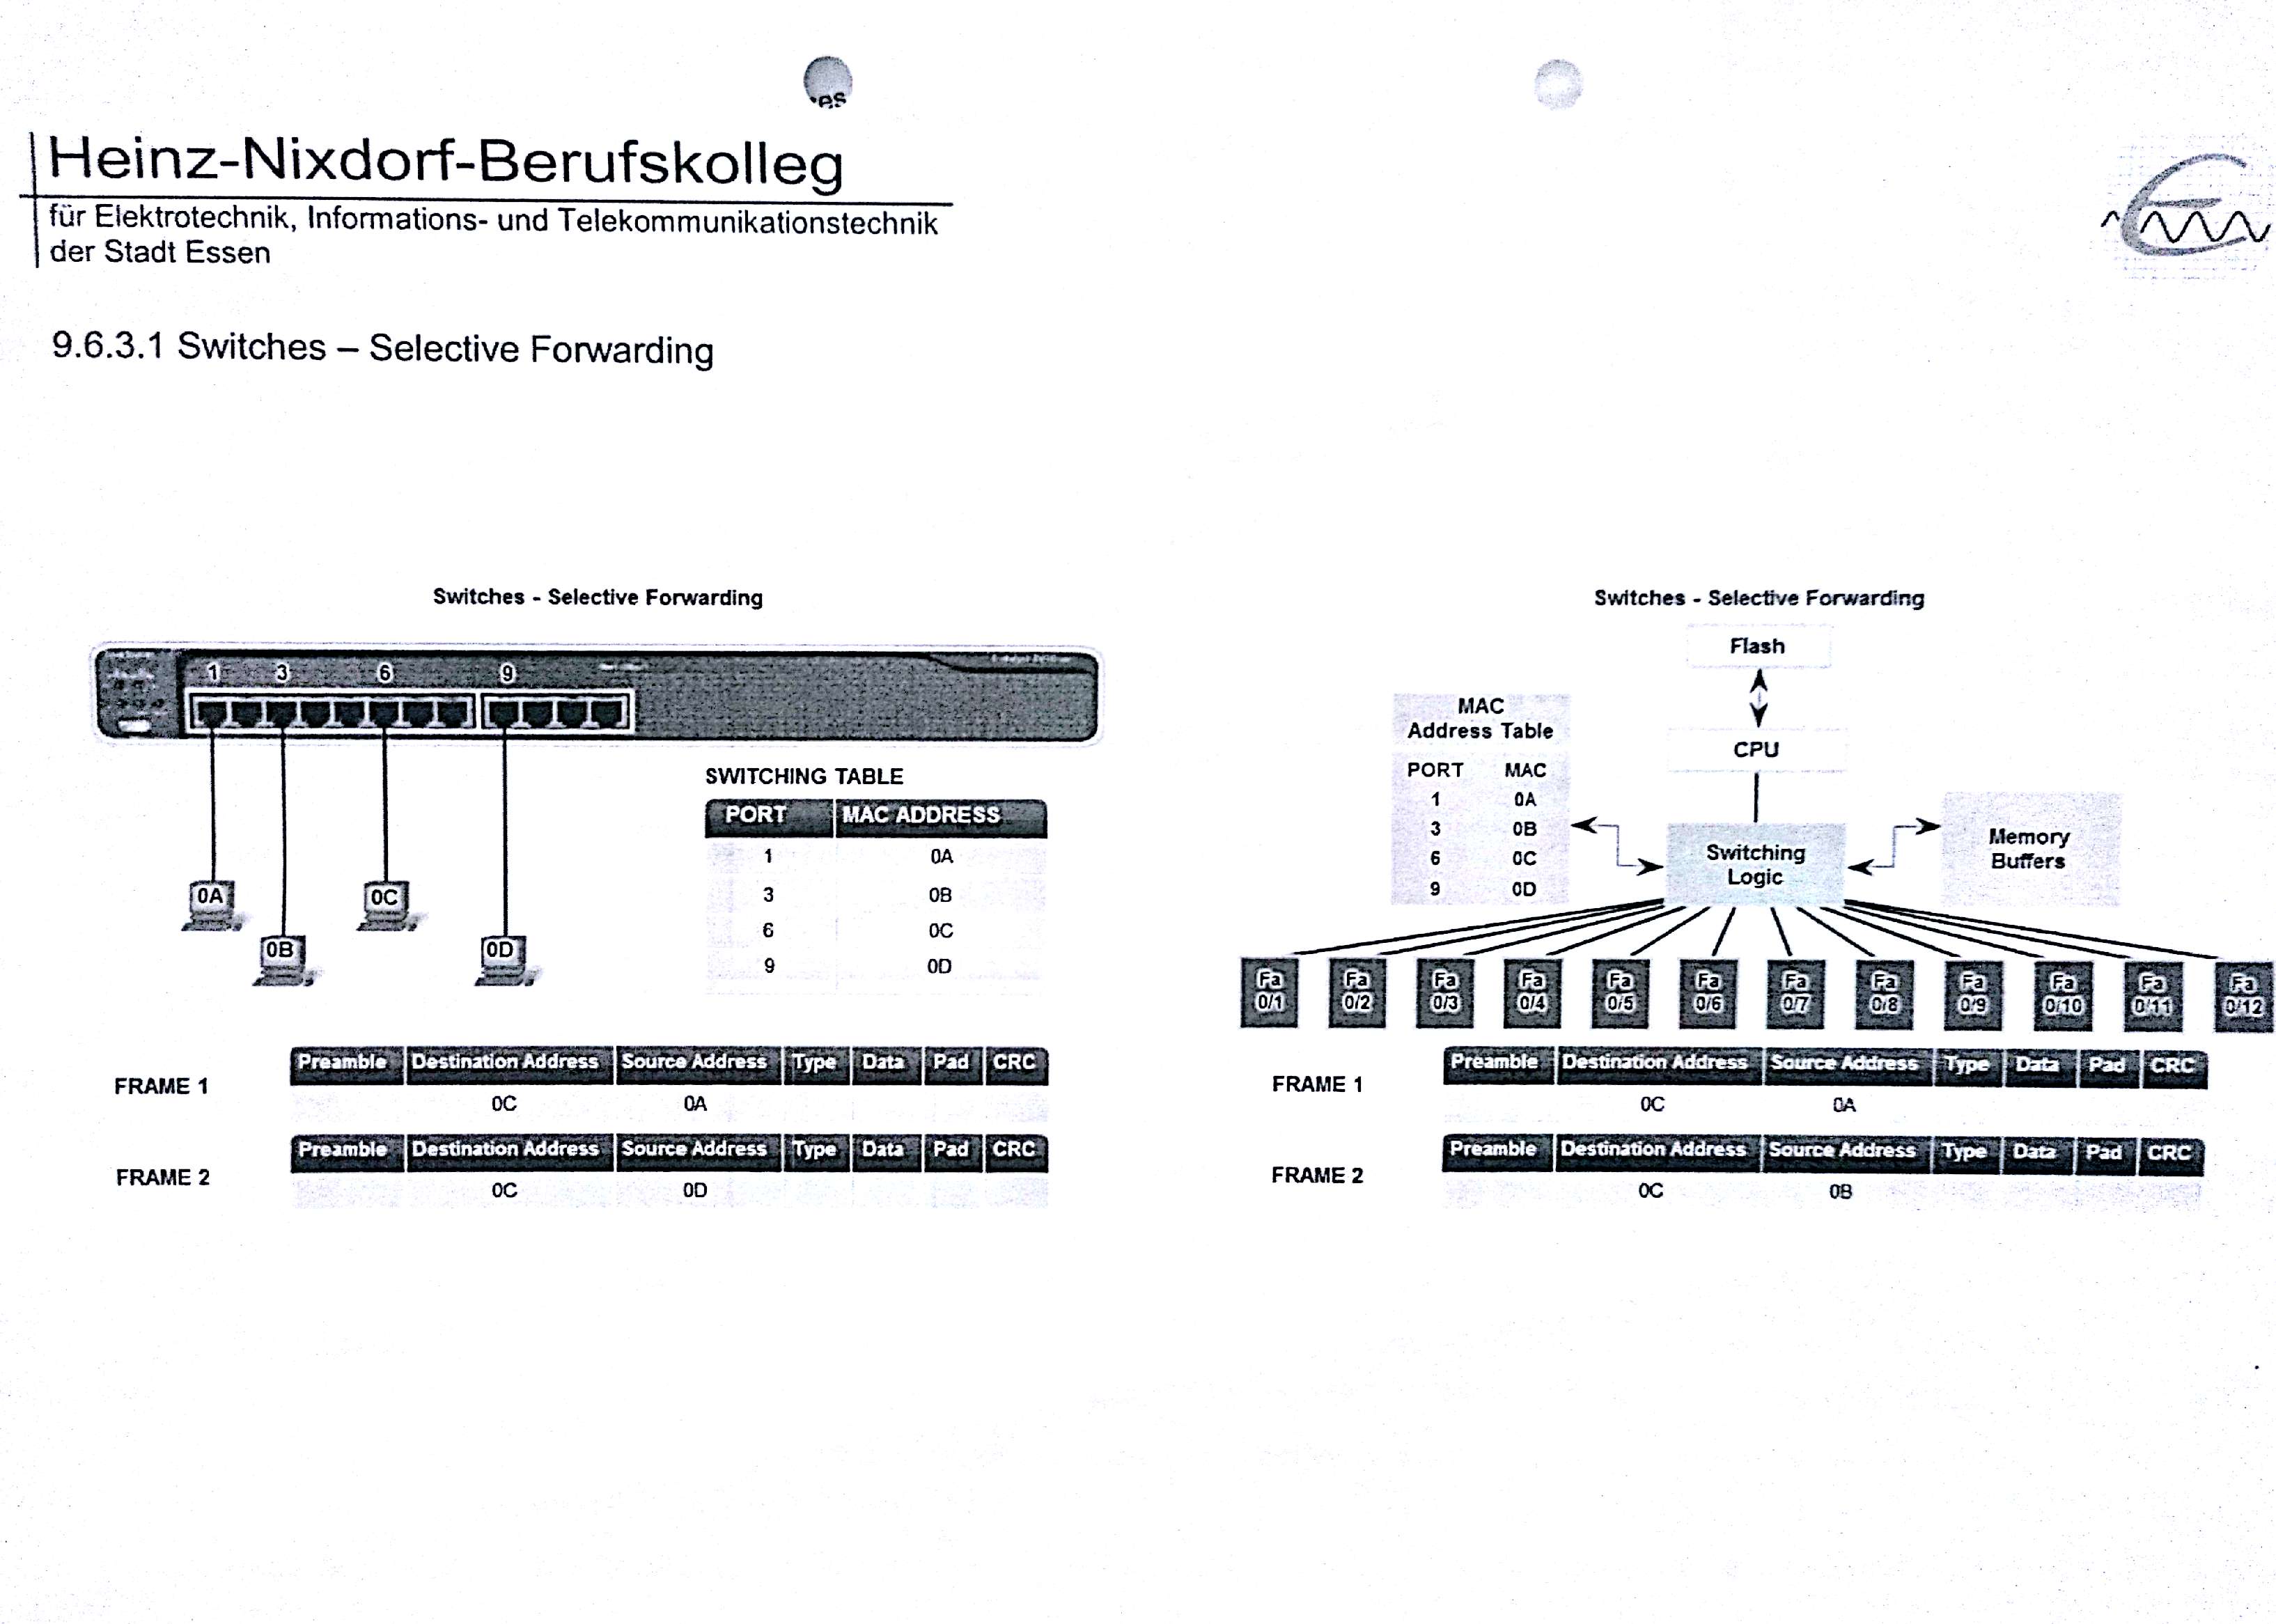 es
Heinz-Nixdorf-Berufskolleg
für Elektrotechnik, Informations- und Telekommunikationstechnik
der Stadt Essen
9.6.3.1 Switches – Selective Forwarding
Switches - Selective Forwarding
1 3 6 9
0A
0B
0C
0D
SWITCHING TABLE
PORT MAC ADDRESS
1 0A
3 0B
6 0C
9 0D
FRAME 1
Preamble Destination Address Source Address Type Data Pad CRC
0C 0A
FRAME 2
Preamble Destination Address Source Address Type Data Pad CRC
0C 0D
Switches - Selective Forwarding
Flash
CPU
MAC
Address Table
PORT MAC
1 0A
3 0B
6 0C
9 0D
Switching
Logic
Memory
Buffers
Fa 0/1
Fa 0/2
Fa 0/3
Fa 0/4
Fa 0/5
Fa 0/6
Fa 0/7
Fa 0/8
Fa 0/9
Fa 0/10
Fa 0/11
Fa 0/12
FRAME 1
Preamble Destination Address Source Address Type Data Pad CRC
0C 0A
FRAME 2
Preamble Destination Address Source Address Type Data Pad CRC
0C 0B